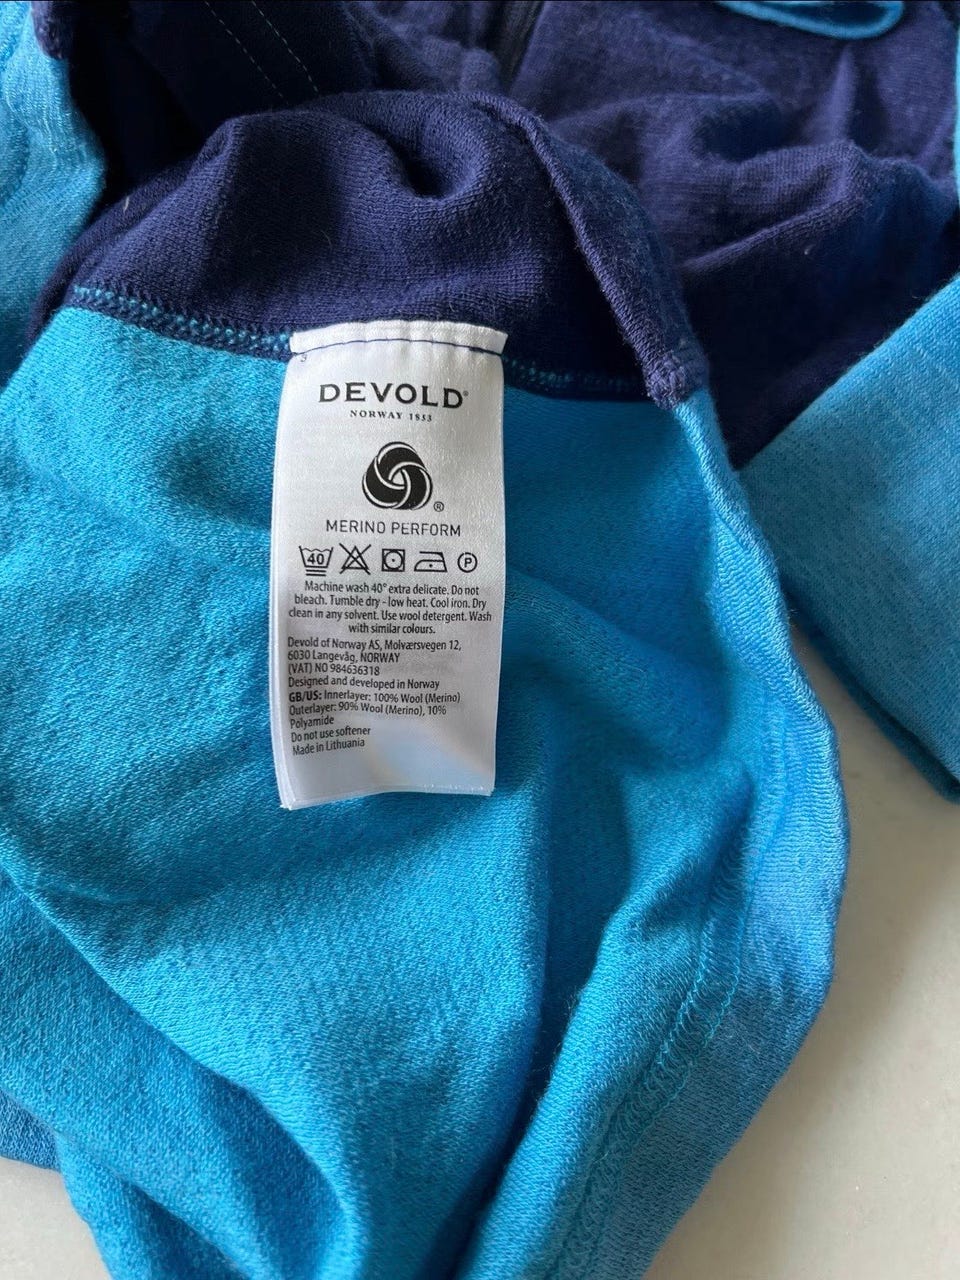 DEVOLD®
NORWAY 1853
®
MERINO PERFORM
40 P
Machine wash 40° extra delicate. Do not
bleach. Tumble dry - low heat. Cool iron. Dry
clean in any solvent. Use wool detergent. Wash
with similar colours.
Devold of Norway AS, Molværsvegen 12,
6030 Langevåg, NORWAY
(VAT) NO 984636318
Designed and developed in Norway
GB/US: Innerlayer: 100% Wool (Merino)
Outerlayer: 90% Wool (Merino), 10%
Polyamide
Do not use softener
Made in Lithuania